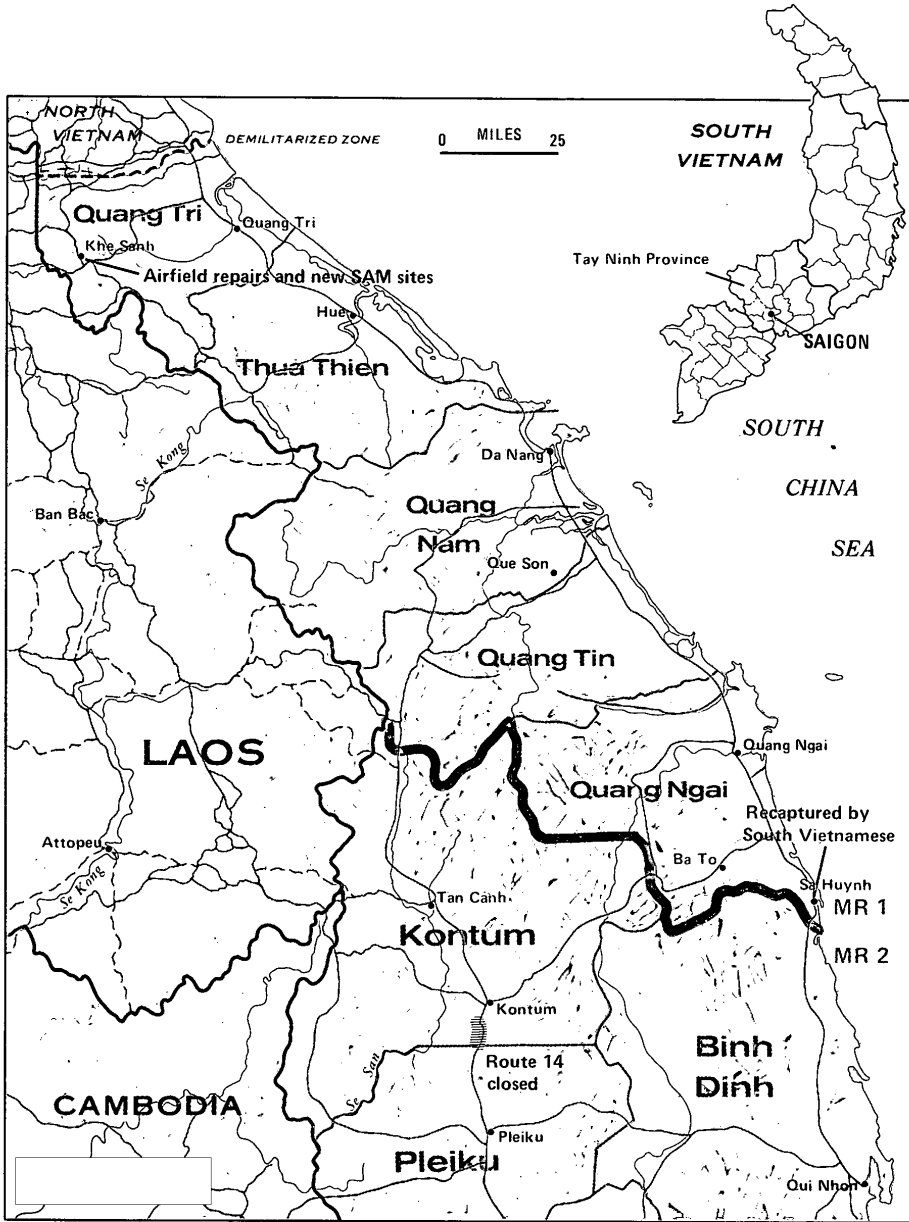 NORTH
VIETNAM
DEMILITARIZED ZONE
0 MILES 25
SOUTH
VIETNAM
Quang Tri
Quang Tri
Khe Sanh
Airfield repairs and new SAM sites
Tay Ninh Province
Hue
SAIGON
Thua Thien
SOUTH
CHINA
SEA
Da Nang
Se Kong
Quang
Nam
Ban Bac
Que Son
Quang Tin
LAOS
Quang Ngai
Quang Ngai
Recaptured by
South Vietnamese
Attopeu
Ba To
Se Kong
Sa Huynh
Tan Canh
MR 1
Kontum
MR 2
Kontum
Route 14
closed
Binh
Dinh
Se San
CAMBODIA
Pleiku
Pleiku
Qui Nhon